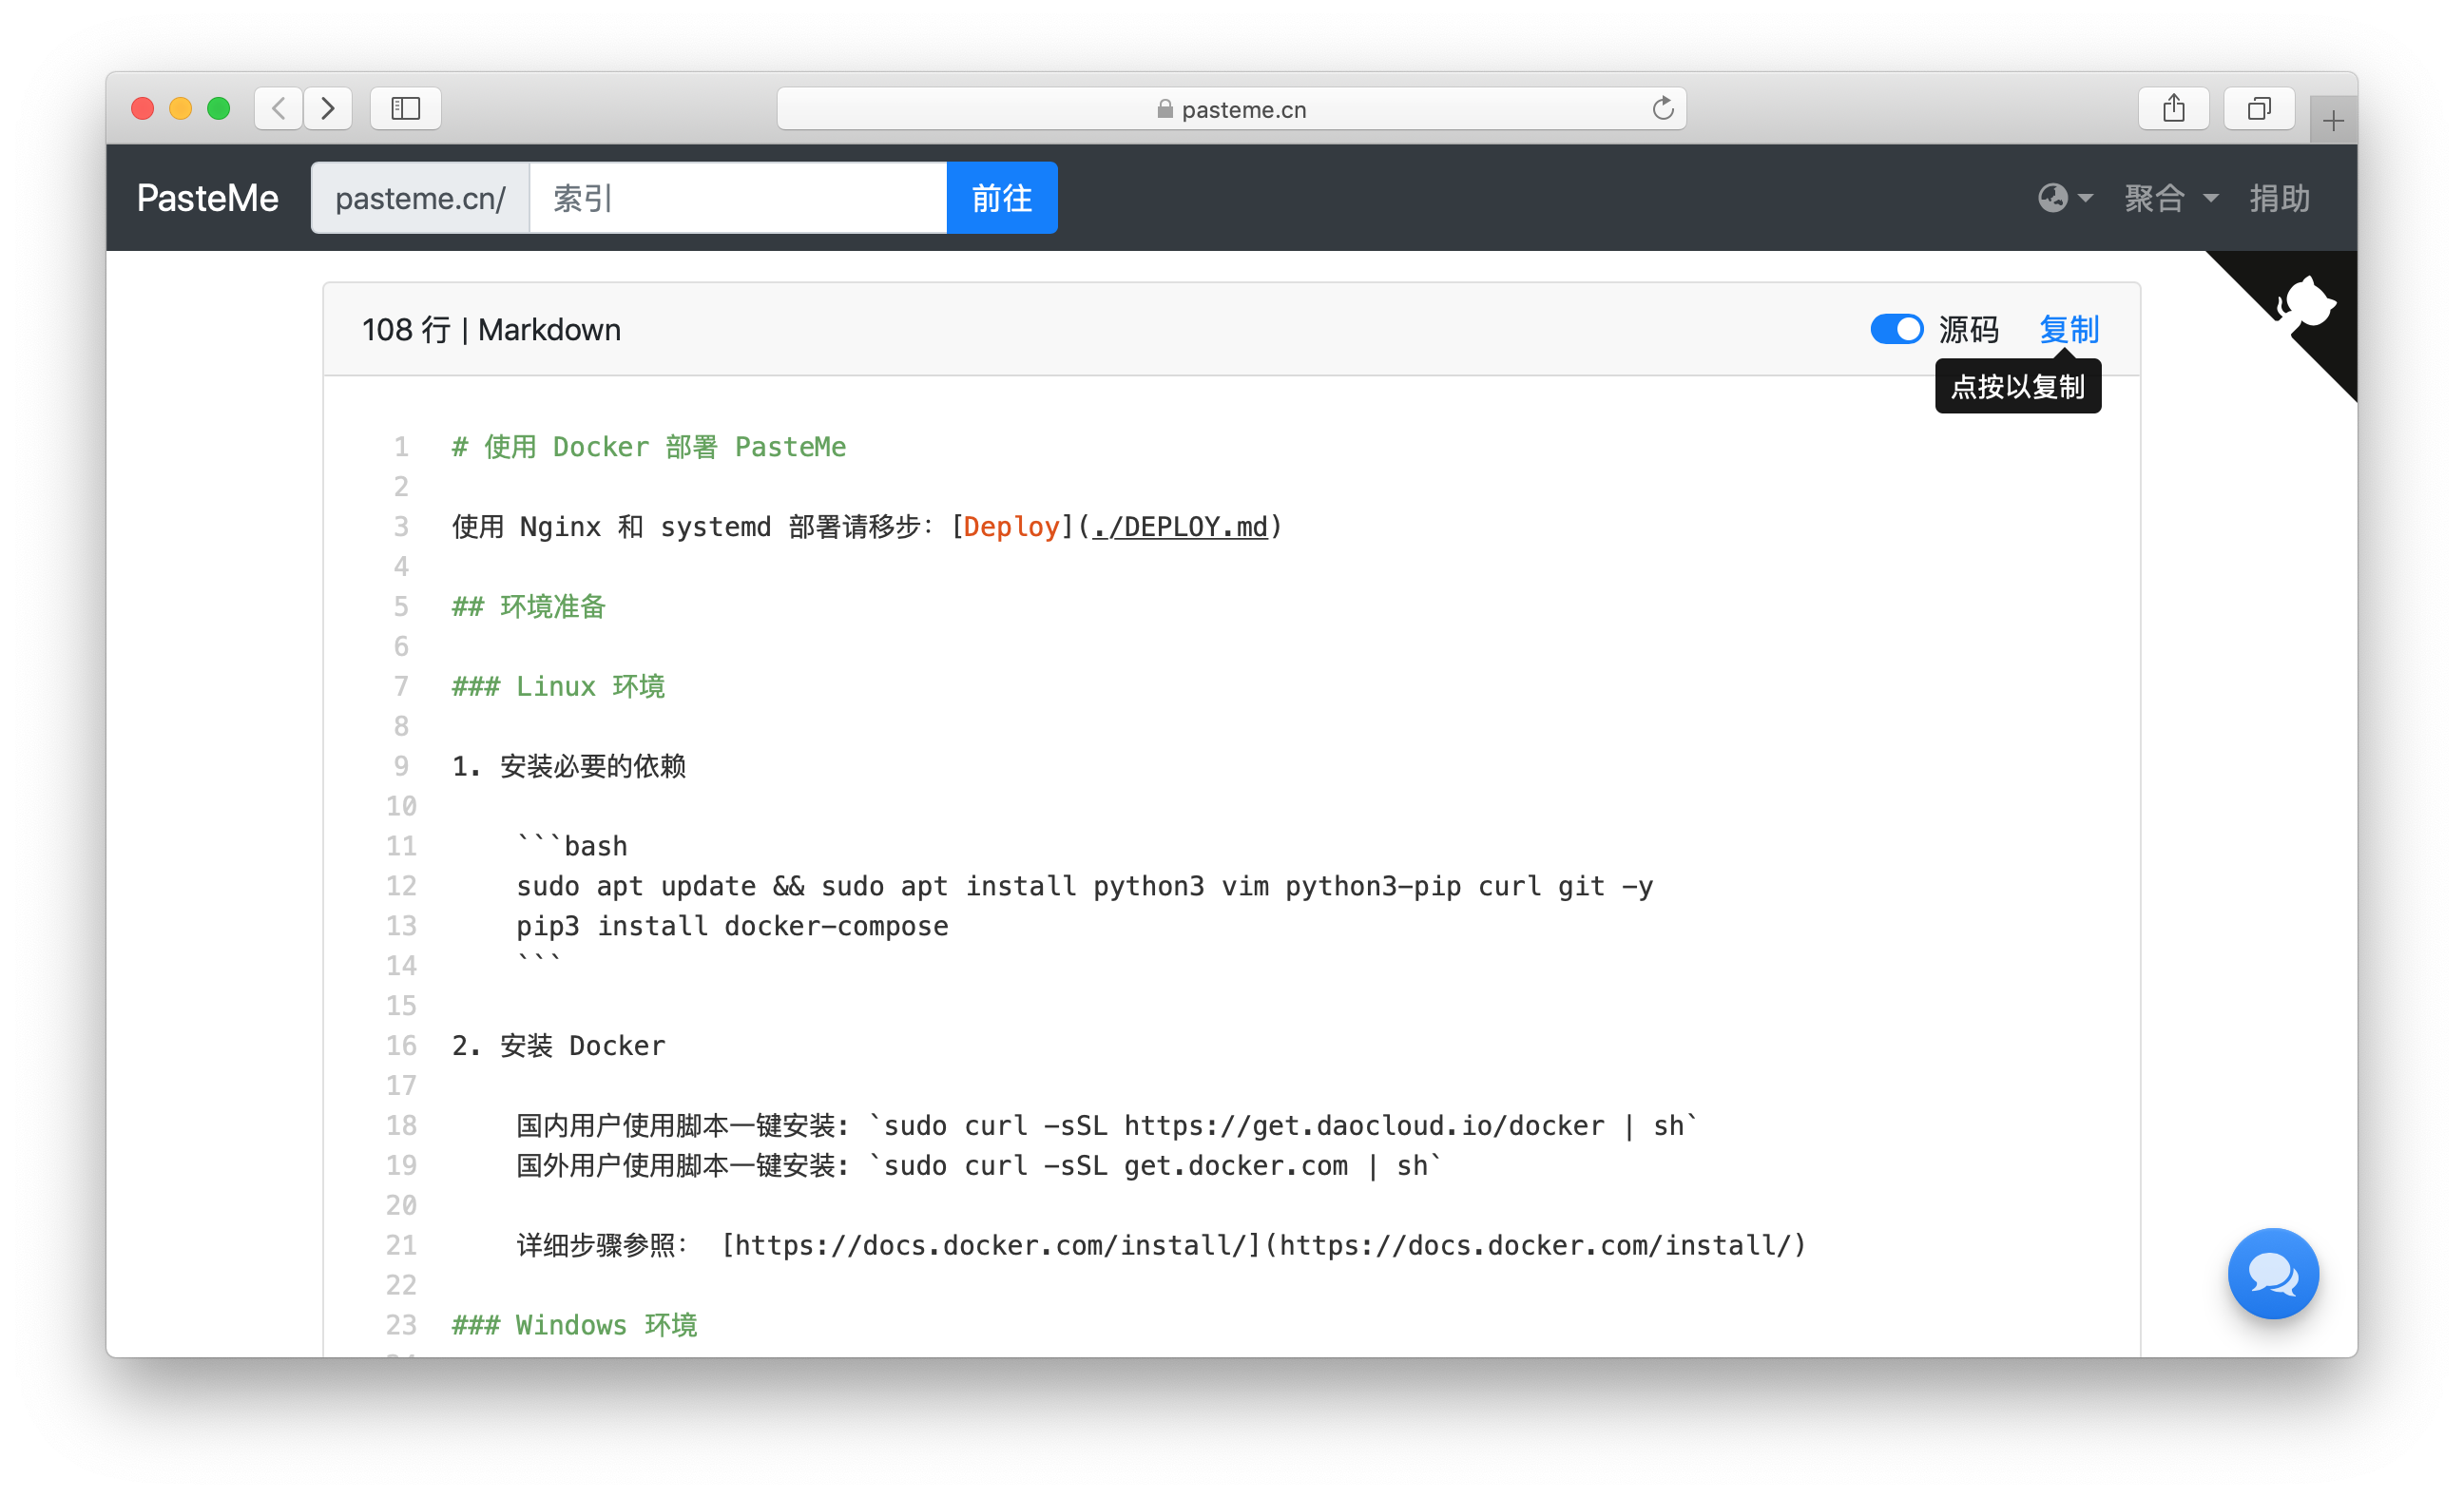 pasteme.cn
PasteMe pasteme.cn/ 索引 前往 聚合 捐助
108 行 | Markdown 源码 复制
点按以复制
1 # 使用 Docker 部署 PasteMe
2
3 使用 Nginx 和 systemd 部署请移步：[Deploy](./DEPLOY.md)
4
5 ## 环境准备
6
7 ### Linux 环境
8
9 1. 安装必要的依赖
10
11 ```bash
12 sudo apt update && sudo apt install python3 vim python3-pip curl git -y
13 pip3 install docker-compose
14 ```
15
16 2. 安装 Docker
17
18 国内用户使用脚本一键安装: `sudo curl -sSL https://get.daocloud.io/docker | sh`
19 国外用户使用脚本一键安装: `sudo curl -sSL get.docker.com | sh`
20
21 详细步骤参照： [https://docs.docker.com/install/](https://docs.docker.com/install/)
22
23 ### Windows 环境